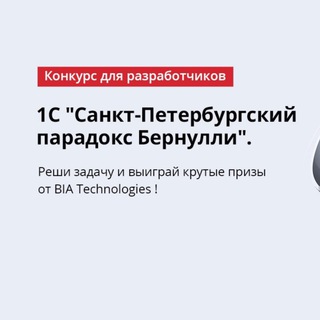 Конкурс для разработчиков
1С "Санкт-Петербургский
парадокс Бернулли".
Реши задачу и выиграй крутые призы
от BIA Technologies !